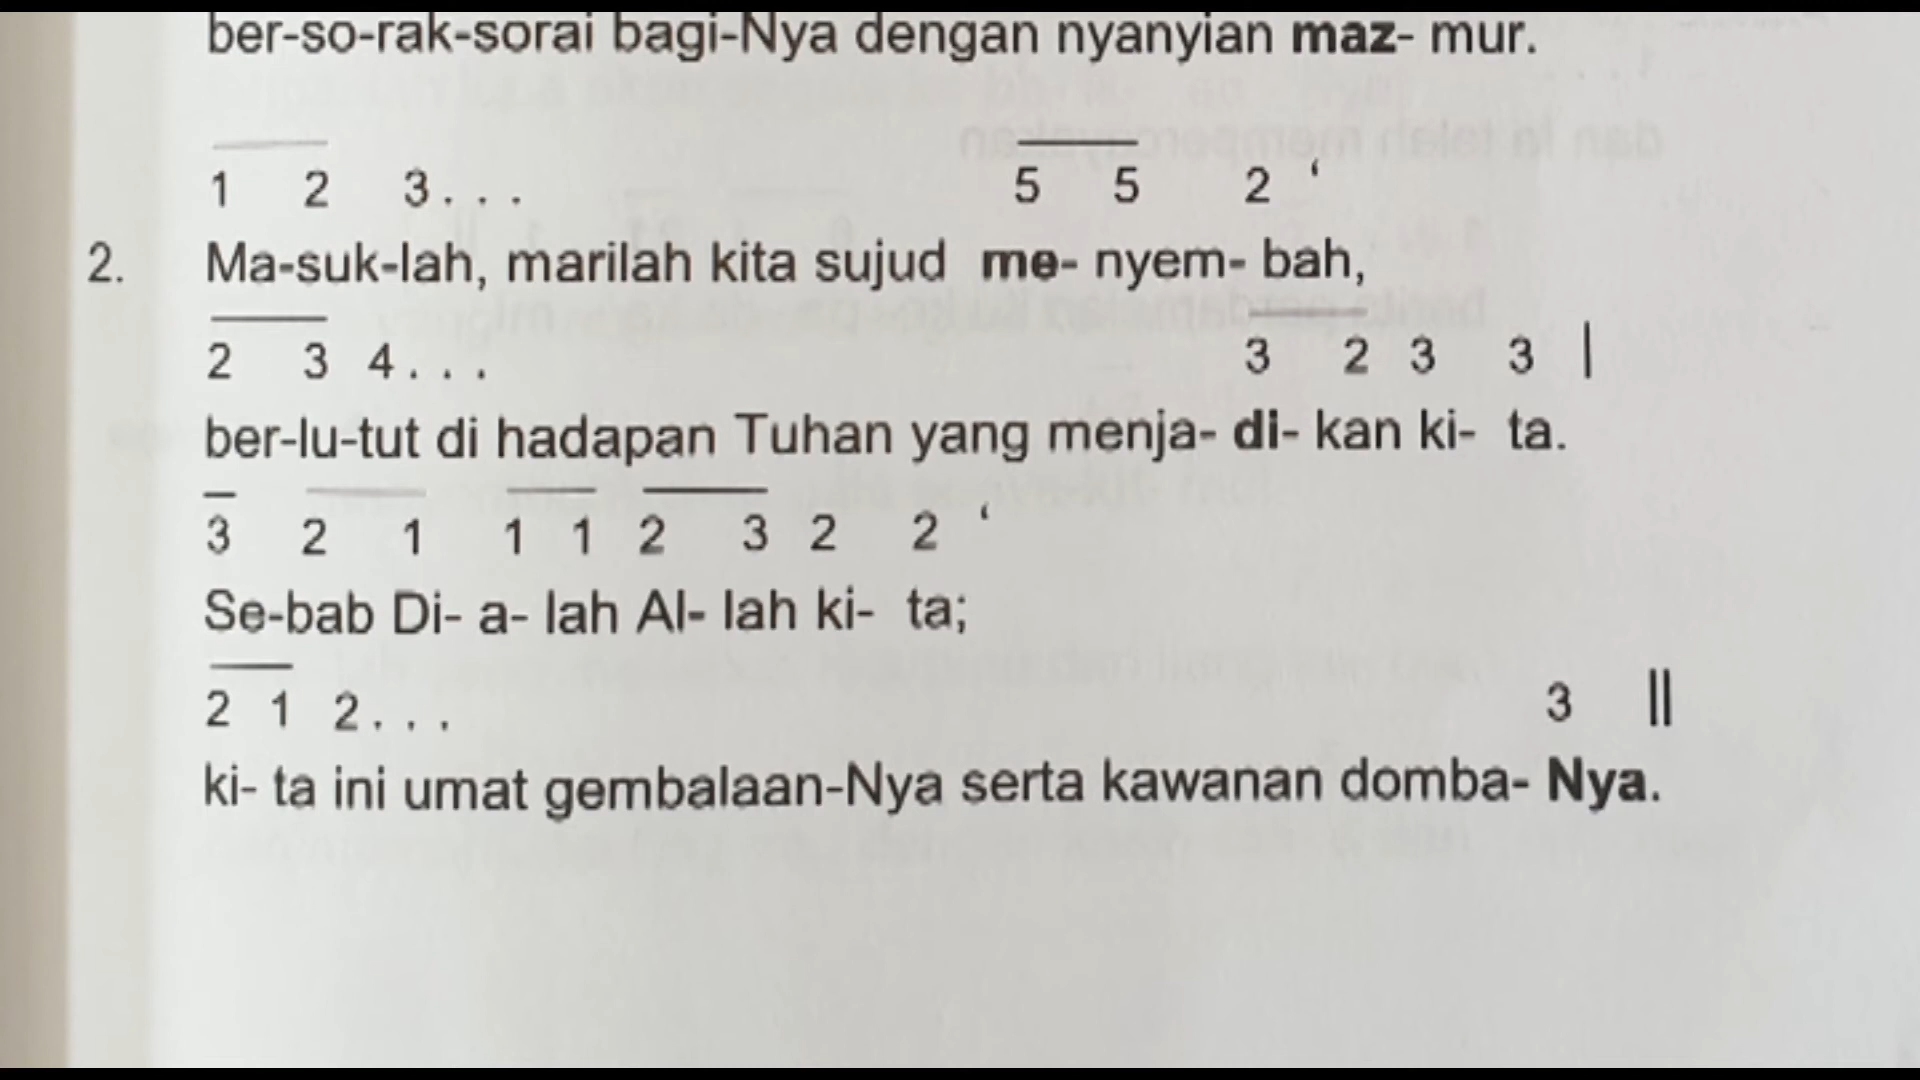 ber-so-rak-sorai bagi-Nya dengan nyanyian maz- mur.
1 2 3 . . . 5 5 2 ‘
2. Ma-suk-lah, marilah kita sujud me- nyem- bah,
2 3 4 . . . 3 2 3 3 |
ber-lu-tut di hadapan Tuhan yang menja- di- kan ki- ta.
3 2 1 1 1 2 3 2 2 ‘
Se-bab Di- a- lah Al- lah ki- ta;
2 1 2 . . . 3 ||
ki- ta ini umat gembalaan-Nya serta kawanan domba- Nya.